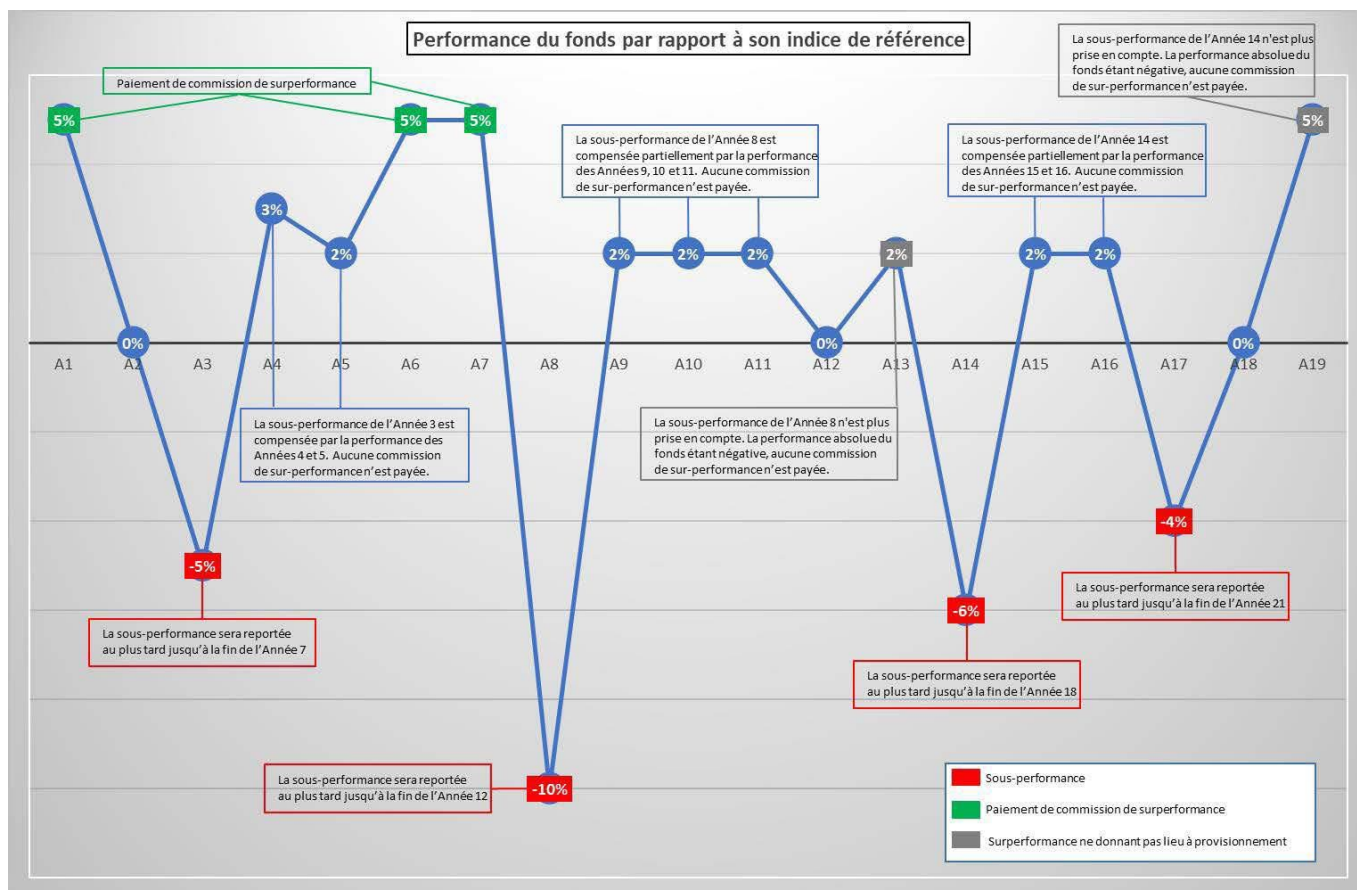 Performance du fonds par rapport à son indice de référence
La sous-performance de l'Année 14 n'est plus
prise en compte. La performance absolue du
fonds étant négative, aucune commission
de sur-performance n'est payée.
Paiement de commission de surperformance
5%
5%
5%
5%
La sous-performance de l'Année 8 est
compensée partiellement par la performance
des Années 9, 10 et 11. Aucune commission
de sur-performance n'est payée.
La sous-performance de l'Année 14 est
compensée partiellement par la performance
des Années 15 et 16. Aucune commission
de sur-performance n'est payée.
3%
2%
2%
2%
2%
2%
2%
2%
0%
0%
0%
A1
A2
A3
A4
A5
A6
A7
A8
A9
A10
A11
A12
A13
A14
A15
A16
A17
A18
A19
La sous-performance de l'Année 3 est
compensée par la performance des
Années 4 et 5. Aucune commission
de sur-performance n'est payée.
La sous-performance de l'Année 8 n'est plus
prise en compte. La performance absolue du
fonds étant négative, aucune commission
de sur-performance n'est payée.
-4%
-5%
-6%
La sous-performance sera reportée
au plus tard jusqu'à la fin de l'Année 21
La sous-performance sera reportée
au plus tard jusqu'à la fin de l'Année 7
La sous-performance sera reportée
au plus tard jusqu'à la fin de l'Année 18
La sous-performance sera reportée
au plus tard jusqu'à la fin de l'Année 12
-10%
Sous-performance
Paiement de commission de surperformance
Surperformance ne donnant pas lieu à provisionnement